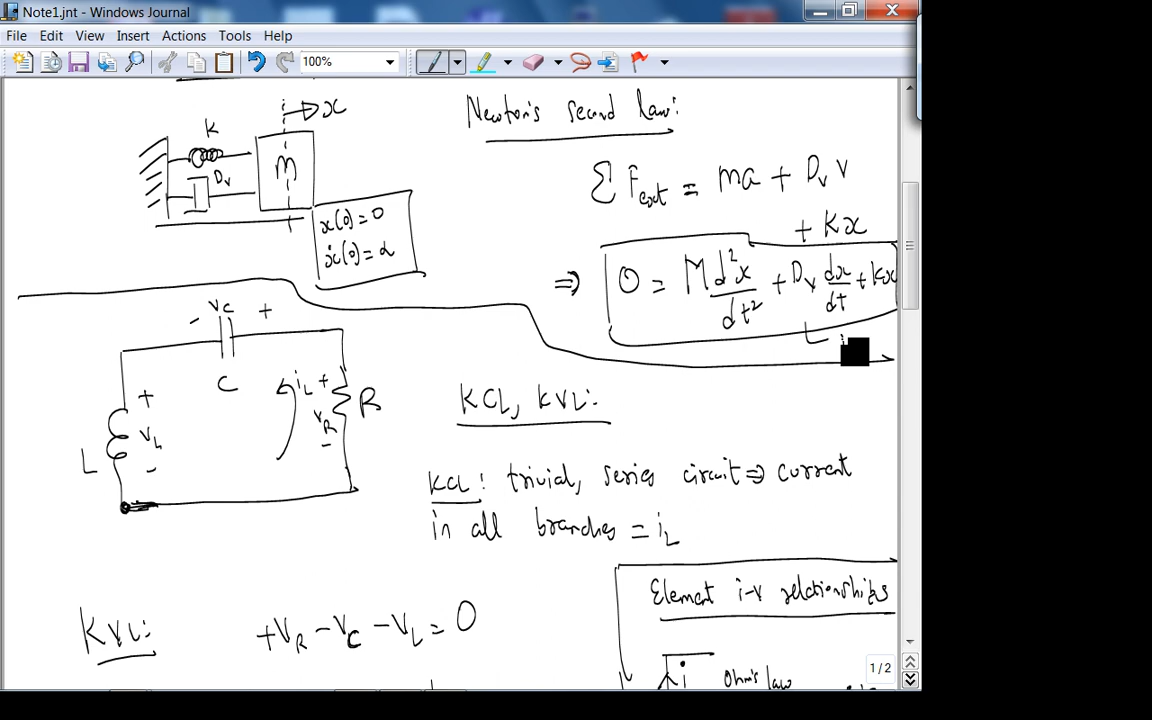 Note1.jnt - Windows Journal
File Edit View Insert Actions Tools Help
100%
K
Dv
M
x
x(0)=0
ẋ(0)=α
Newton's second law:
Σ Fext = ma + Dv v
+ Kx
⇒ 0 = M d²x/dt² + Dv dx/dt + Kx
- vC +
C
+
vL
-
L
iL
+
vR
-
R
KCL, KVL:
KCL: trivial, series circuit ⇒ current
in all branches = iL
KVL: +VR - VC - VL = 0
Element i-v relationships
i
Ohm's law
1/2